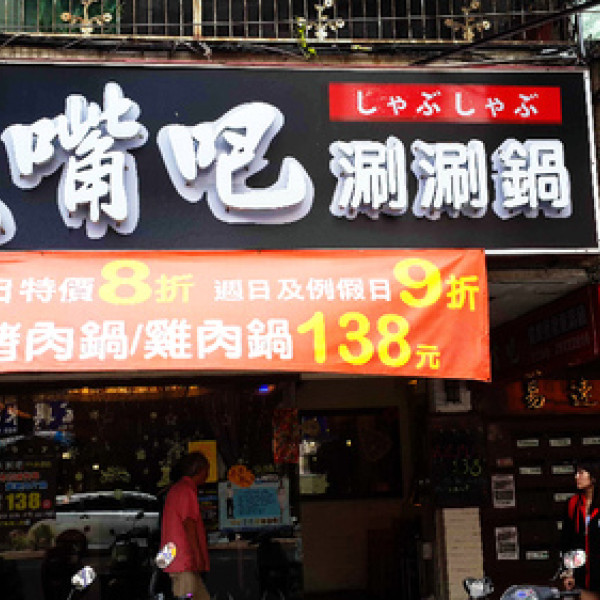 嘴吧
しゃぶしゃぶ
涮涮鍋
日特價8折 週日及例假日9折
豬肉鍋/雞肉鍋138元
138